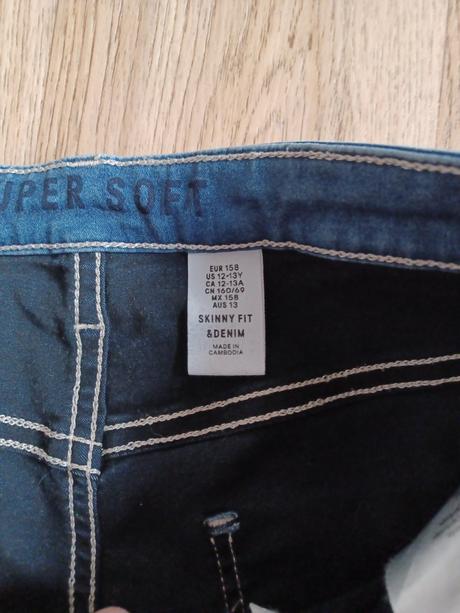 SUPER SOFT
EUR 158
US 12-13Y
CA 12-13A
CN 160/69
MX 158
AUS 13
SKINNY FIT
&DENIM
MADE IN
CAMBODIA